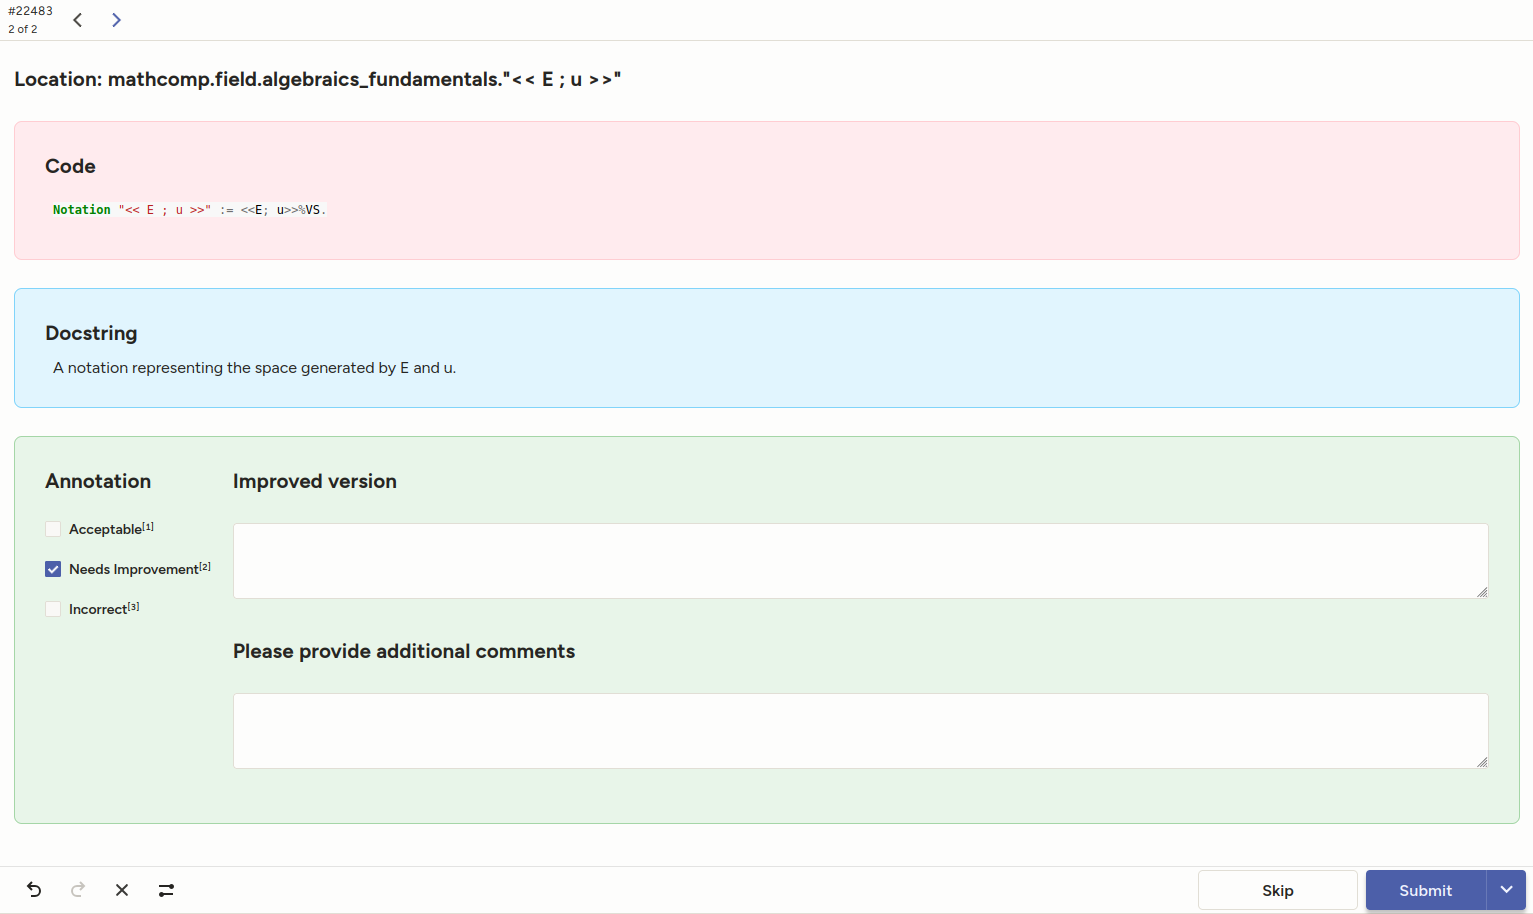 #22483
2 of 2
Location: mathcomp.field.algebraics_fundamentals."<< E ; u >>"
Code
Notation "<< E ; u >>" := <<E; u>>%VS.
Docstring
A notation representing the space generated by E and u.
Annotation
Acceptable[1]
Needs Improvement[2]
Incorrect[3]
Improved version
Please provide additional comments
Skip
Submit